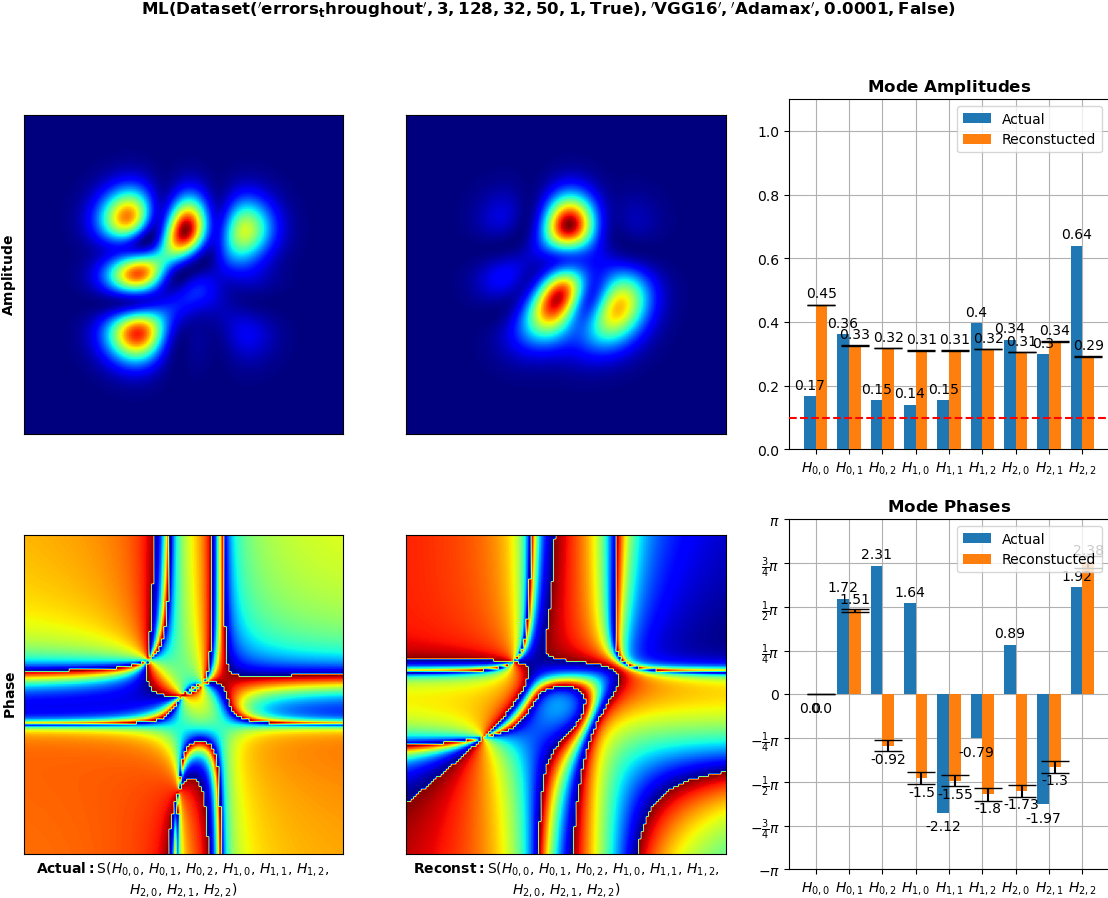 ML(Dataset('errors_throughout', 3, 128, 32, 50, 1, True), 'VGG16', 'Adamax', 0.0001, False)
Amplitude
Mode Amplitudes
Actual
Reconstucted
1.0
0.8
0.6
0.4
0.2
0.0
0.17
0.45
0.36
0.33
0.15
0.32
0.14
0.31
0.15
0.31
0.4
0.32
0.34
0.31
0.3
0.34
0.64
0.29
H0,0 H0,1 H0,2 H1,0 H1,1 H1,2 H2,0 H2,1 H2,2
Phase
Mode Phases
Actual
Reconstucted
π
3/4π
1/2π
1/4π
0
−1/4π
−1/2π
−3/4π
−π
0.0
0.0
1.72
1.51
2.31
-0.92
1.64
-1.5
-2.12
-1.55
-0.79
-1.8
0.89
-1.73
-1.97
-1.3
1.92
2.38
H0,0 H0,1 H0,2 H1,0 H1,1 H1,2 H2,0 H2,1 H2,2
Actual: S(H0,0, H0,1, H0,2, H1,0, H1,1, H1,2,
H2,0, H2,1, H2,2)
Reconst: S(H0,0, H0,1, H0,2, H1,0, H1,1, H1,2,
H2,0, H2,1, H2,2)